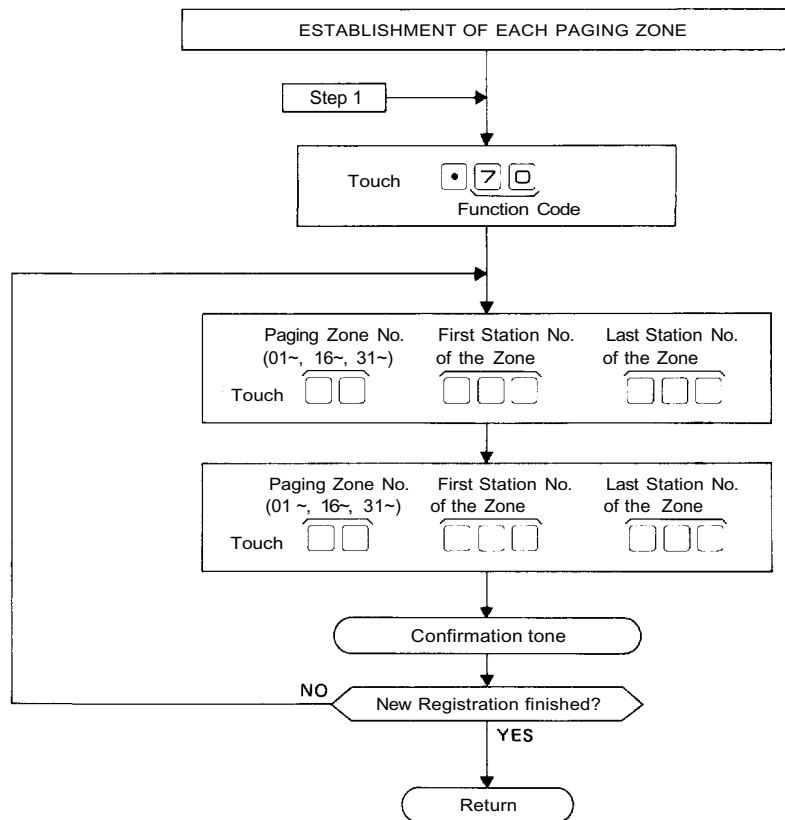 ESTABLISHMENT OF EACH PAGING ZONE
Step 1
Touch • 7 0
Function Code
Paging Zone No. First Station No. Last Station No.
(01~, 16~, 31~) of the Zone of the Zone
Touch
Paging Zone No. First Station No. Last Station No.
(01 ~, 16~, 31~) of the Zone of the Zone
Touch
Confirmation tone
NO
New Registration finished?
YES
Return